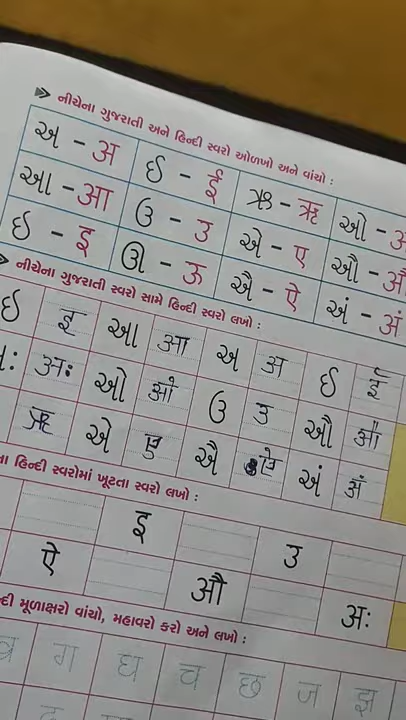 નીચેના ગુજરાતી અને હિન્દી સ્વરો ઓળખો અને વાંચો :
અ - अ ઈ - ई ઋ - ऋ ઓ -
આ - आ ઉ - उ એ - ए ઔ - औ
ઇ - इ ઊ - ऊ ઐ - ऐ અં - अं
નીચેના ગુજરાતી સ્વરો સામે હિન્દી સ્વરો લખો :
ઇ इ આ आ અ अ ઈ ई
अः ઓ ओ ઉ उ ઔ औ
ऋ એ ए ઐ ऐ અં अं
હિન્દી સ્વરોમાં ખૂટતા સ્વરો લખો :
इ उ
ऐ औ अः
મૂળાક્ષરો વાંચો, મહાવરો કરો અને લખો :
ग घ च छ ज झ